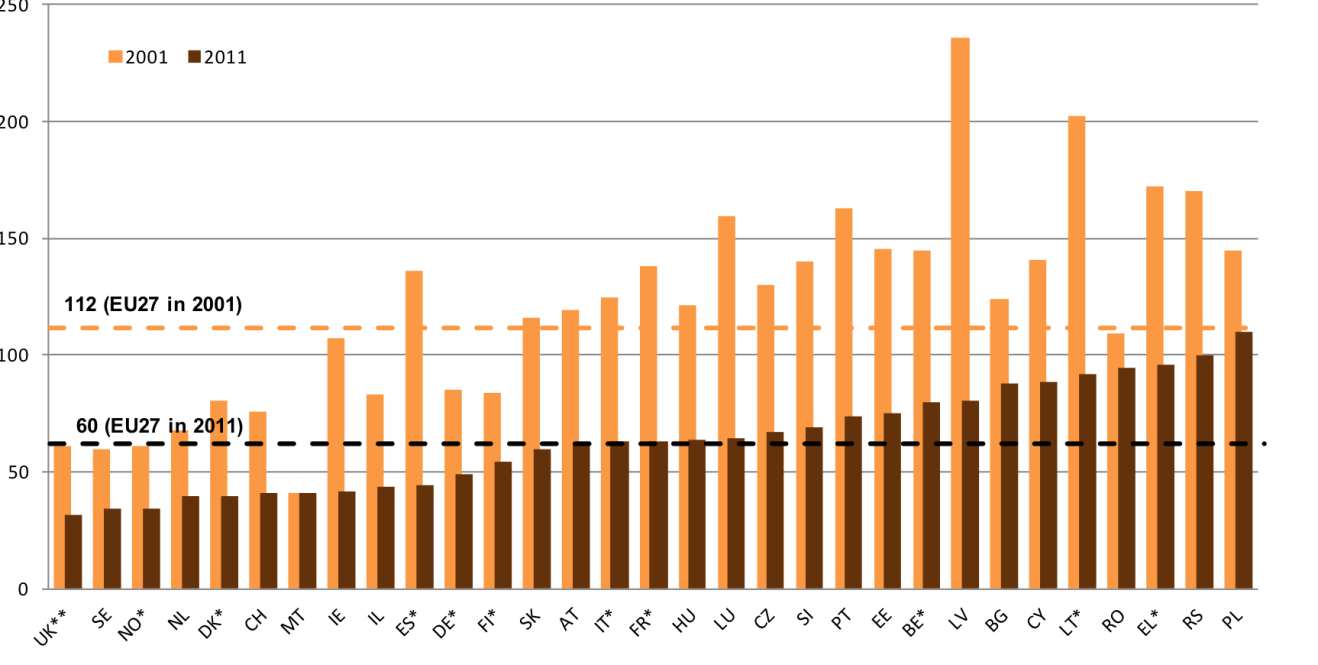 250
2001 2011
200
150
112 (EU27 in 2001)
100
60 (EU27 in 2011)
50
0
UK** SE NO* NL DK* CH MT IE IL ES* DE* FI* SK AT IT* FR* HU LU CZ SI PT EE BE* LV BG CY LT* RO EL* RS PL